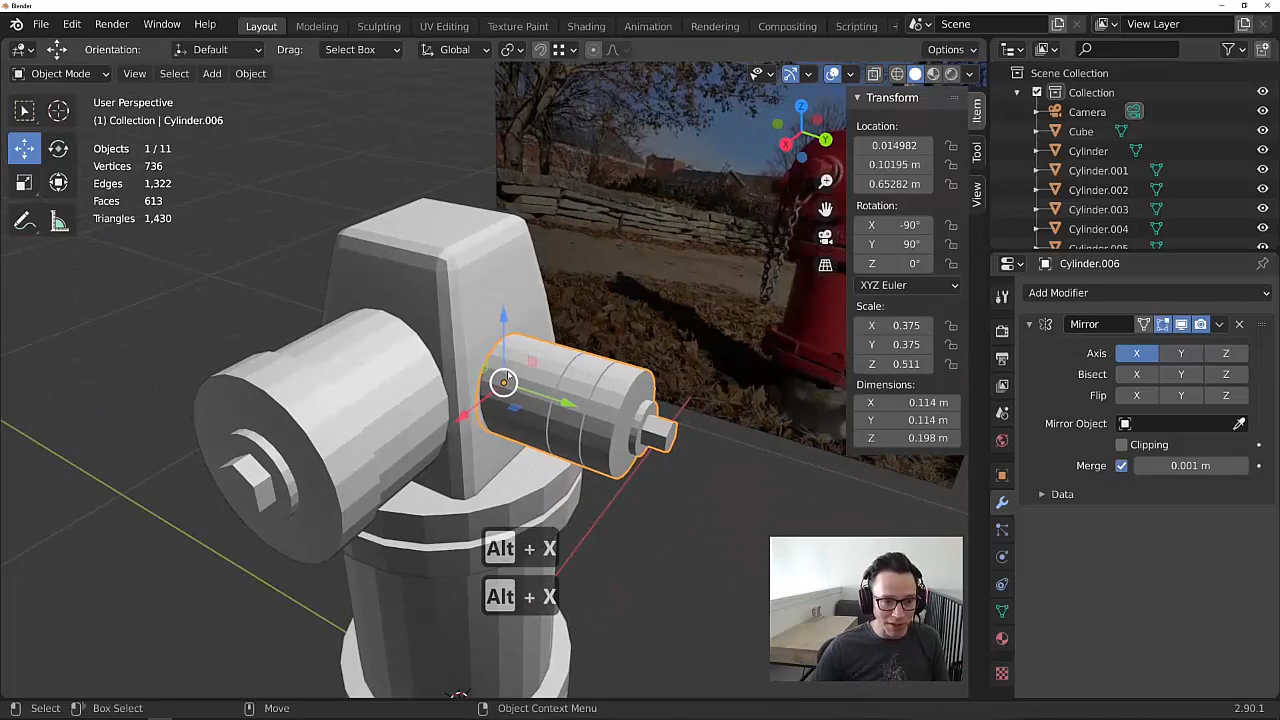 Blender
File Edit Render Window Help
Layout Modeling Sculpting UV Editing Texture Paint Shading Animation Rendering Compositing Scripting
Scene
View Layer
Orientation: Default Drag: Select Box Global Options
Object Mode View Select Add Object
User Perspective
(1) Collection | Cylinder.006
Objects 1 / 11
Vertices 736
Edges 1,322
Faces 613
Triangles 1,430
Z
Y
X
Transform
Location:
0.014982
0.10195 m
0.65282 m
Rotation:
X -90°
Y 90°
Z 0°
XYZ Euler
Scale:
X 0.375
Y 0.375
Z 0.511
Dimensions:
X 0.114 m
Y 0.114 m
Z 0.198 m
Item
Tool
View
Scene Collection
Collection
Camera
Cube
Cylinder
Cylinder.001
Cylinder.002
Cylinder.003
Cylinder.004
Cylinder.006
Add Modifier
Mirror
Axis X Y Z
Bisect X Y Z
Flip X Y Z
Mirror Object
Clipping
Merge 0.001 m
Data
Alt + X
Alt + X
Select Box Select Move Object Context Menu 2.90.1